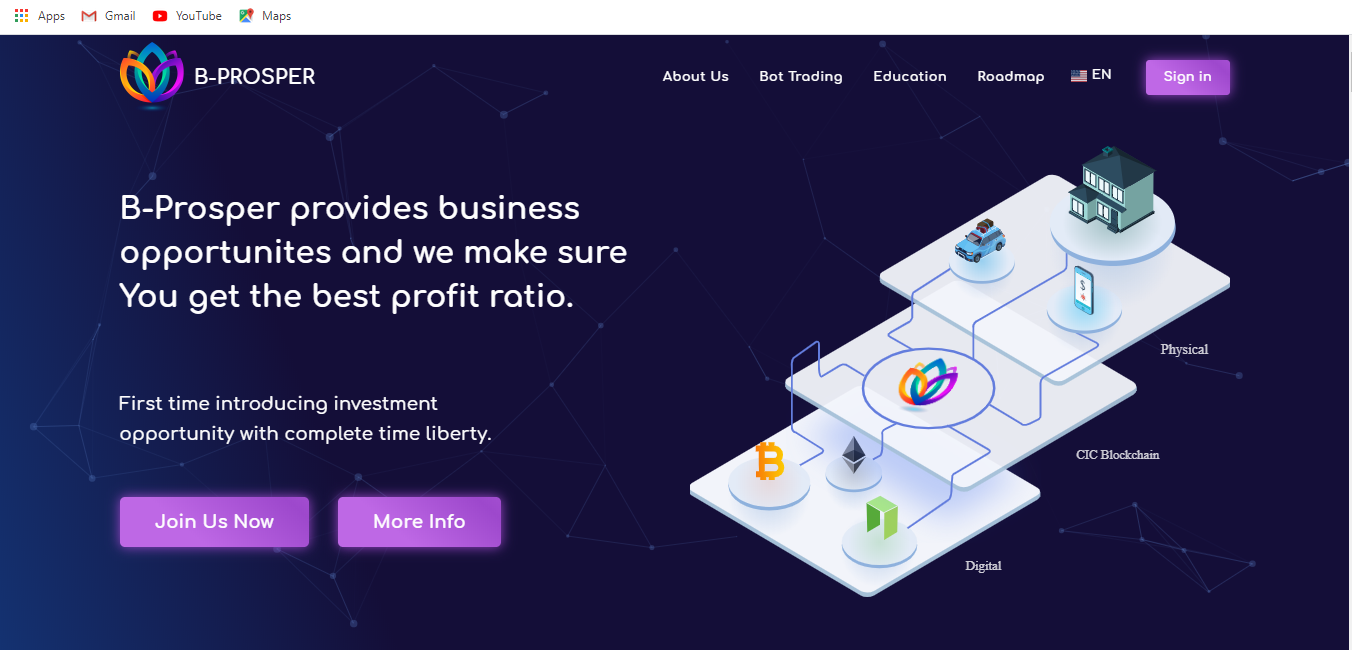 Apps Gmail YouTube Maps
B-PROSPER
About Us Bot Trading Education Roadmap EN Sign in
B-Prosper provides business
opportunites and we make sure
You get the best profit ratio.
First time introducing investment
opportunity with complete time liberty.
Join Us Now More Info
Physical
CIC Blockchain
Digital